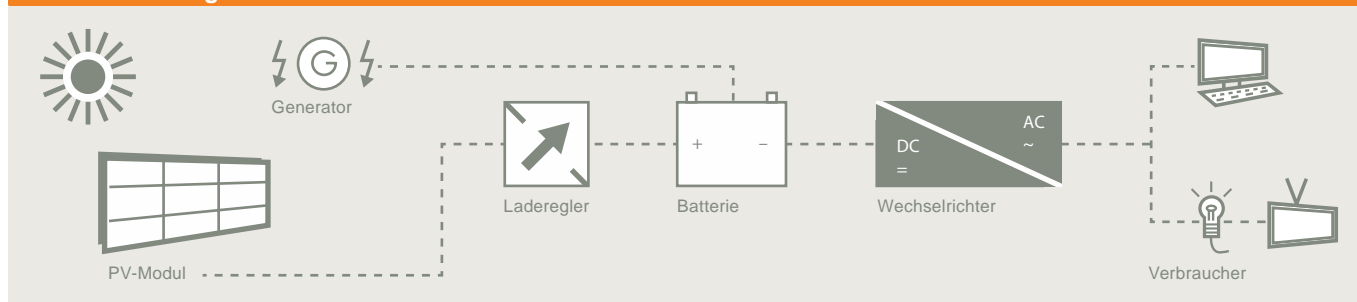 G
Generator
AC
~
DC
=
+ −
Laderegler
Batterie
Wechselrichter
PV-Modul
Verbraucher